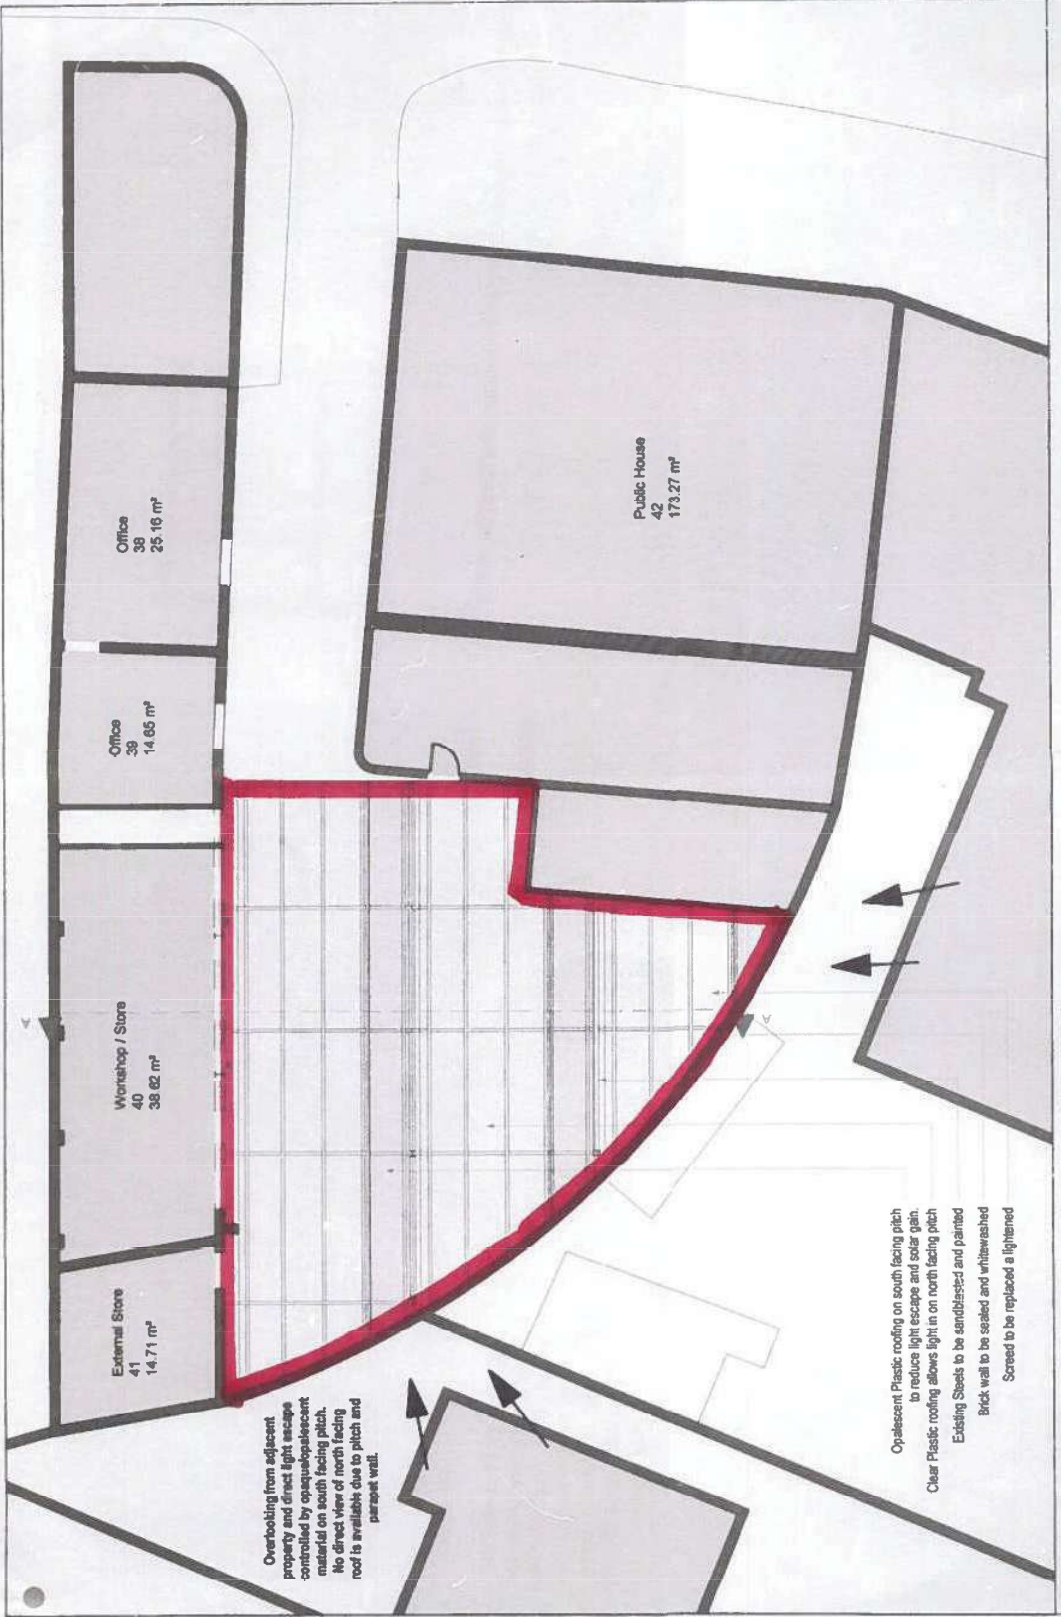 External Store
41
14.71 m²
Workshop / Store
40
38.62 m²
Office
39
14.65 m²
Office
38
25.16 m²
Public House
42
173.27 m²
A
A
Overlooking from adjacent
property and direct light escape
controlled by opaque/opalescent
material on south facing pitch.
No direct view of north facing
roof is available due to pitch and
parapet wall.
Opalescent Plastic roofing on south facing pitch
to reduce light escape and solar gain.
Clear Plastic roofing allows light in on north facing pitch
Existing Steels to be sandblasted and painted
Brick wall to be sealed and whitewashed
Screed to be replaced a lightened